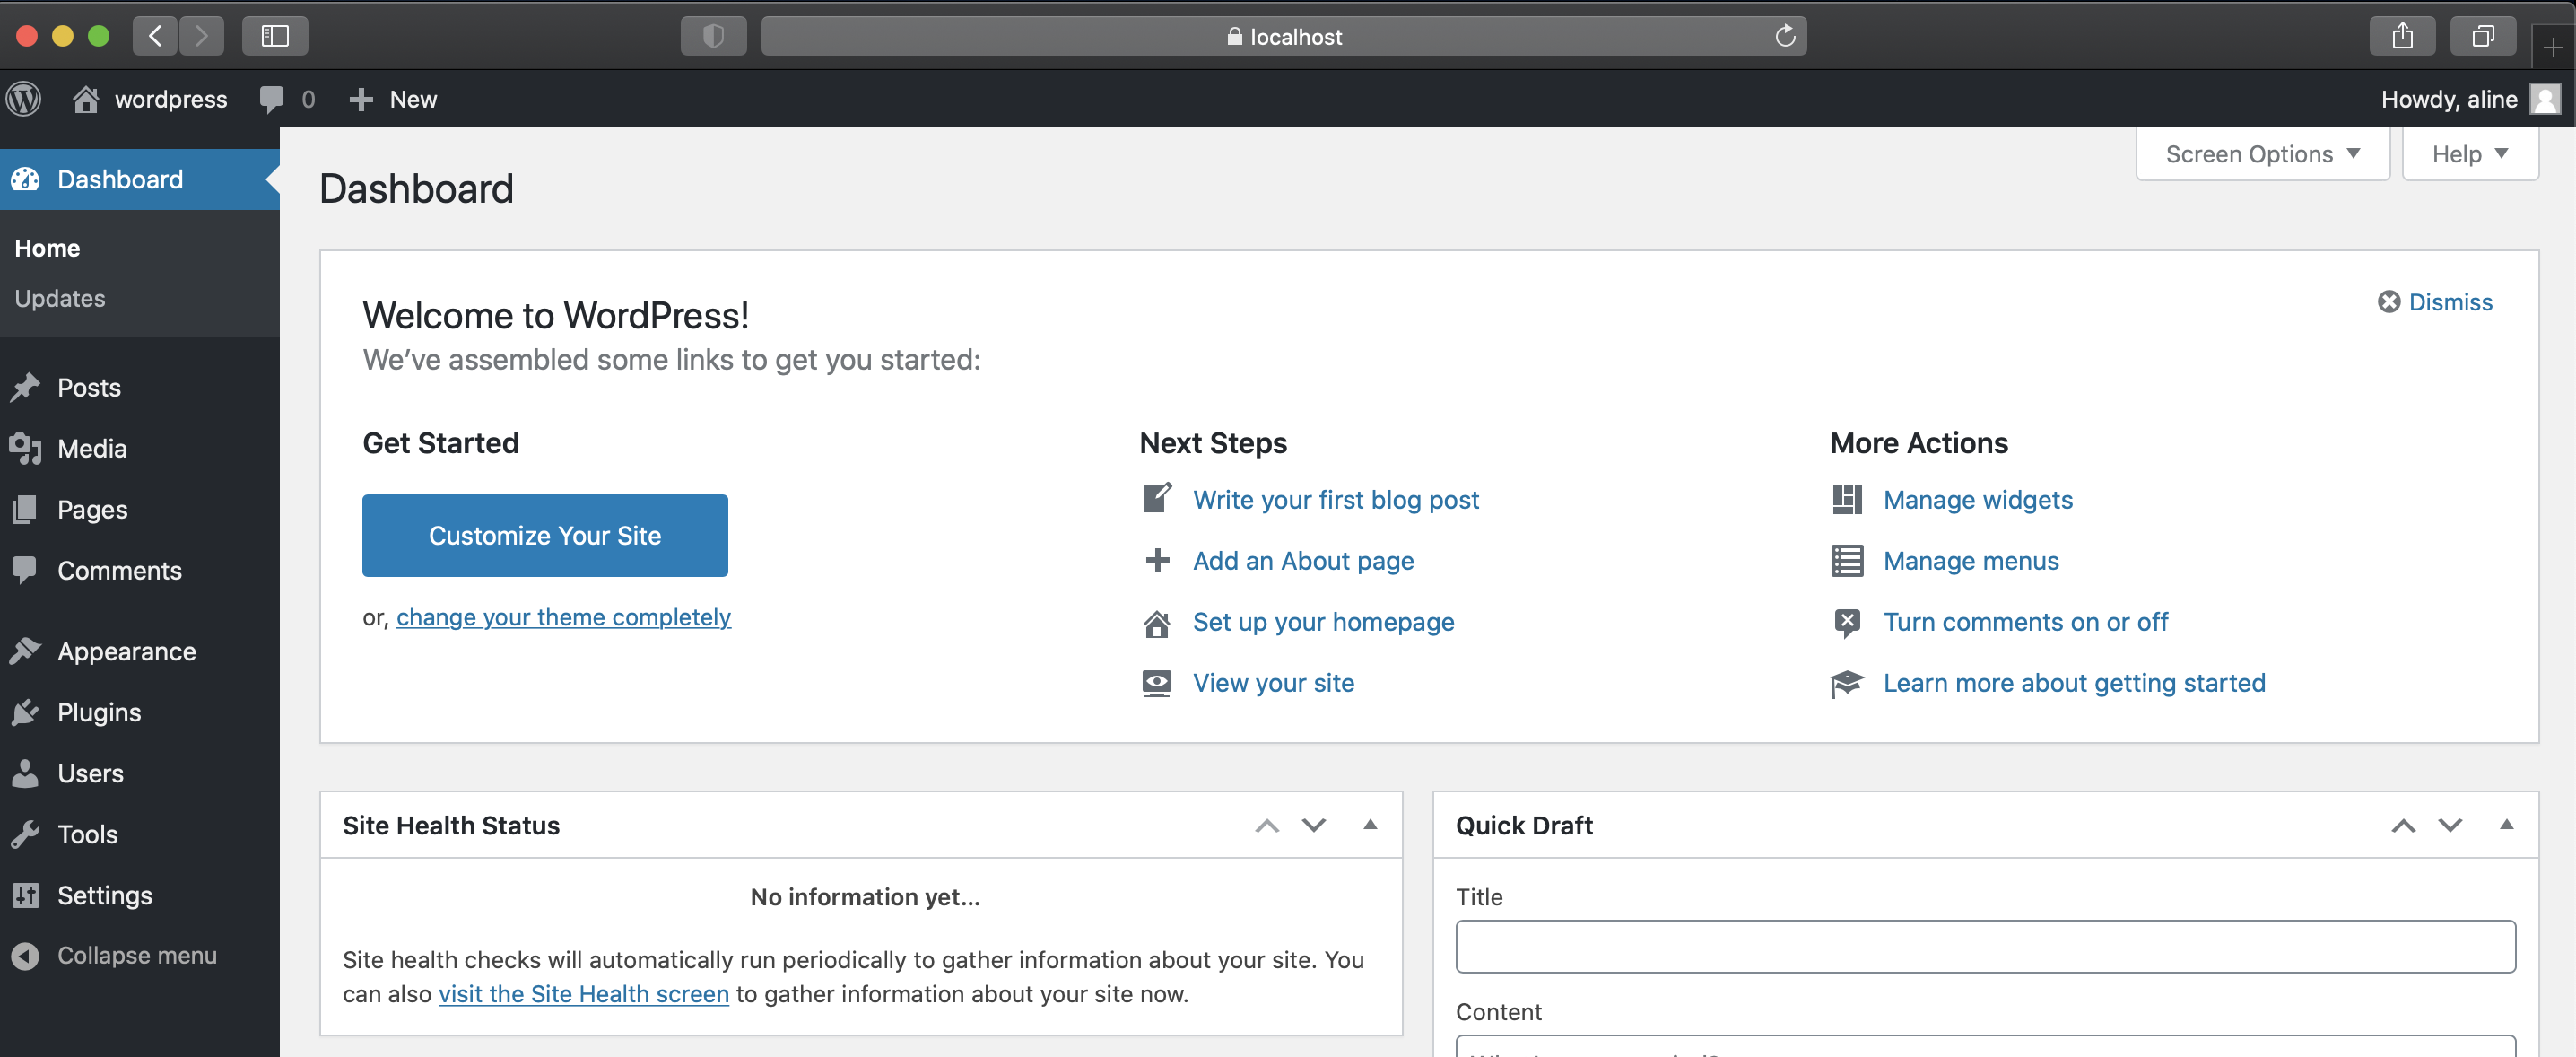 localhost
wordpress 0 New
Howdy, aline
Dashboard
Home
Updates
Posts
Media
Pages
Comments
Appearance
Plugins
Users
Tools
Settings
Collapse menu
Screen Options
Help
Dashboard
Welcome to WordPress!
We’ve assembled some links to get you started:
Dismiss
Get Started
Customize Your Site
or, change your theme completely
Next Steps
Write your first blog post
Add an About page
Set up your homepage
View your site
More Actions
Manage widgets
Manage menus
Turn comments on or off
Learn more about getting started
Site Health Status
No information yet...
Site health checks will automatically run periodically to gather information about your site. You
can also visit the Site Health screen to gather information about your site now.
Quick Draft
Title
Content